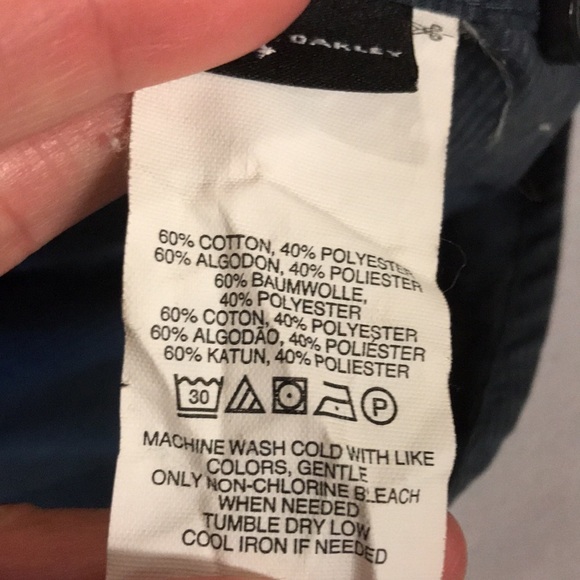 OAKLEY
60% COTTON, 40% POLYESTER
60% ALGODON, 40% POLIESTER
60% BAUMWOLLE,
40% POLYESTER
60% COTON, 40% POLYESTER
60% ALGODÃO, 40% POLIÉSTER
60% KATUN, 40% POLIESTER
30 P
MACHINE WASH COLD WITH LIKE
COLORS, GENTLE
ONLY NON-CHLORINE BLEACH
WHEN NEEDED
TUMBLE DRY LOW
COOL IRON IF NEEDED